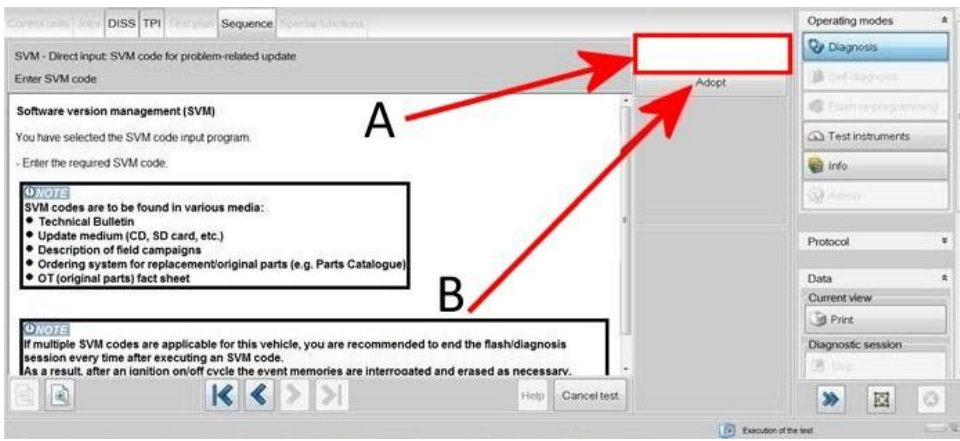 Control units
Jobs
DISS
TPI
Test plan
Sequence
Special functions
SVM - Direct input: SVM code for problem-related update
Enter SVM code
Software version management (SVM)
You have selected the SVM code input program.
- Enter the required SVM code.
NOTE
SVM codes are to be found in various media:
● Technical Bulletin
● Update medium (CD, SD card, etc.)
● Description of field campaigns
● Ordering system for replacement/original parts (e.g. Parts Catalogue)
● OT (original parts) fact sheet
NOTE
If multiple SVM codes are applicable for this vehicle, you are recommended to end the flash/diagnosis
session every time after executing an SVM code.
As a result, after an ignition on/off cycle the event memories are interrogated and erased as necessary.
A
B
Adopt
Help
Cancel test
Operating modes
Diagnosis
Self-diagnosis
Flash re-programming
Test instruments
Info
Admin
Protocol
Data
Current view
Print
Diagnostic session
Stop
Execution of the test